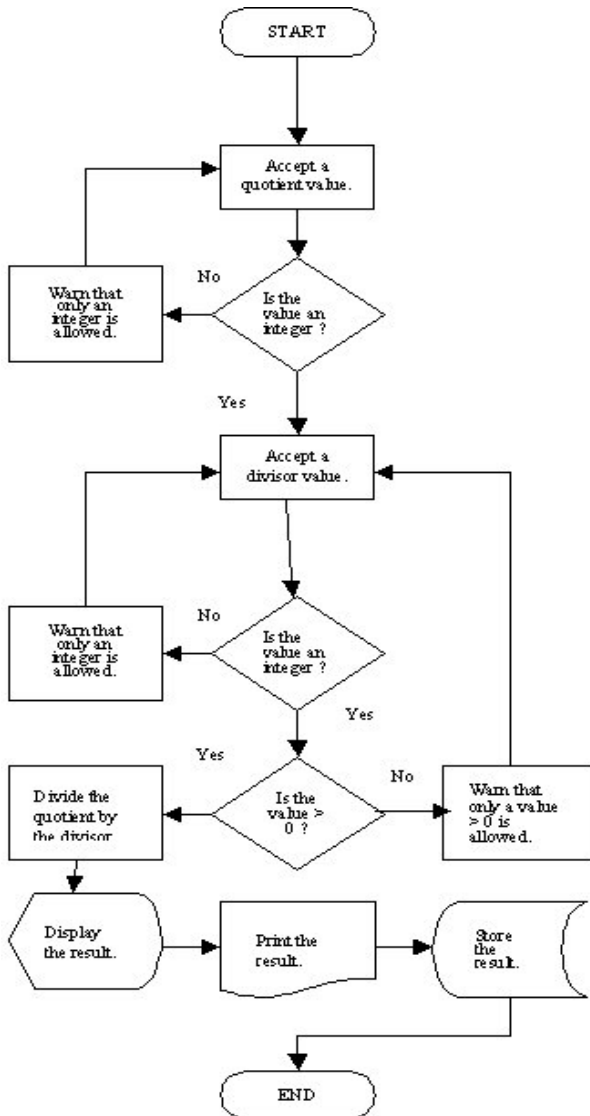 START
Accept a
quotient value.
No
Warn that
only an
integer is
allowed.
Is the
value an
integer ?
Yes
Accept a
divisor value.
No
Warn that
only an
integer is
allowed.
Is the
value an
integer ?
Yes
Yes
Divide the
quotient by
the divisor
Is the
value >
0 ?
No
Warn that
only a value
> 0 is
allowed.
Display
the result.
Print the
result.
Store
the
result.
END